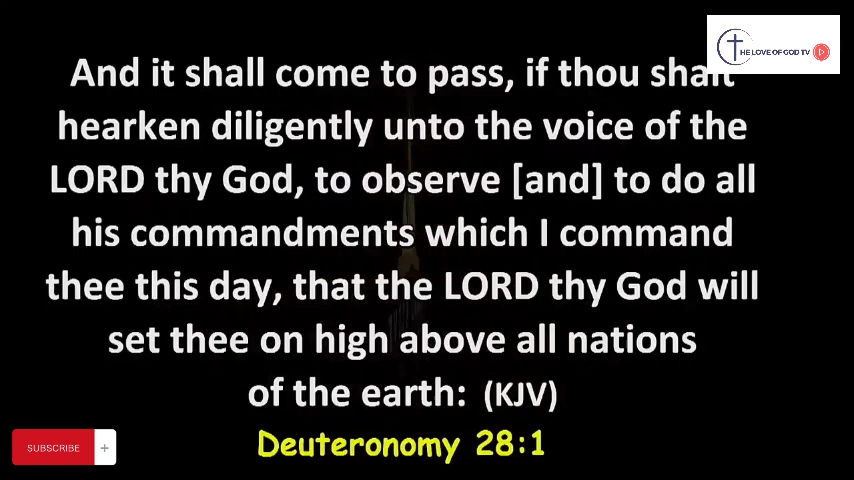 THE LOVE OF GOD TV
And it shall come to pass, if thou shalt
hearken diligently unto the voice of the
LORD thy God, to observe [and] to do all
his commandments which I command
thee this day, that the LORD thy God will
set thee on high above all nations
of the earth: (KJV)
Deuteronomy 28:1
SUBSCRIBE +